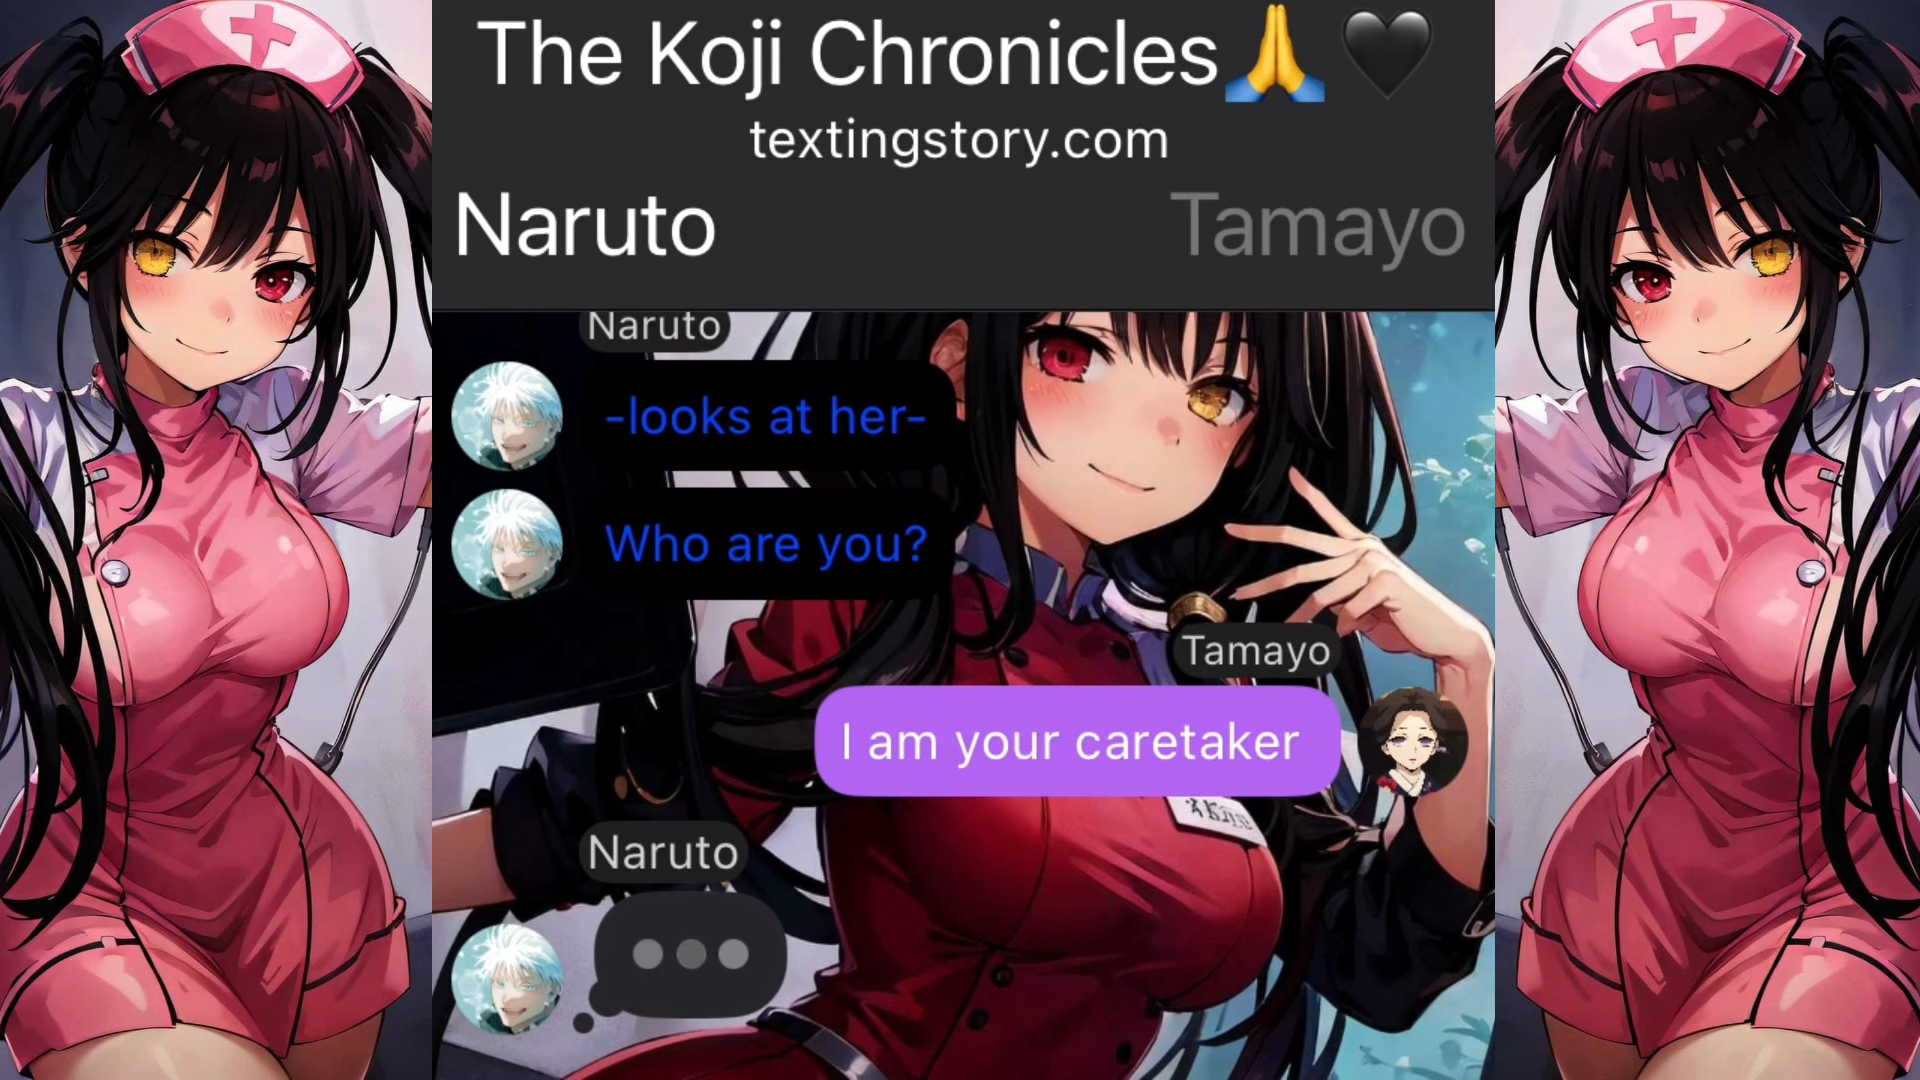 The Koji Chronicles🙏🖤
textingstory.com
Naruto
Tamayo
Naruto
-looks at her-
Who are you?
Tamayo
I am your caretaker
Naruto